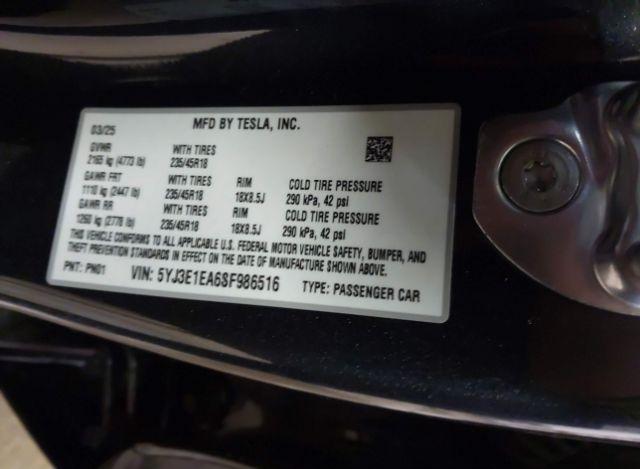 03/25 MFD BY TESLA, INC.
GVWR WITH TIRES
2165 kg (4773 lb) 235/45R18
GAWR FRT WITH TIRES RIM COLD TIRE PRESSURE
1110 kg (2447 lb) 235/45R18 18X8.5J 290 kPa, 42 psi
GAWR RR WITH TIRES RIM COLD TIRE PRESSURE
1260 kg (2778 lb) 235/45R18 18X8.5J 290 kPa, 42 psi
THIS VEHICLE CONFORMS TO ALL APPLICABLE U.S. FEDERAL MOTOR VEHICLE SAFETY, BUMPER, AND
THEFT PREVENTION STANDARDS IN EFFECT ON THE DATE OF MANUFACTURE SHOWN ABOVE.
PNT: PN01 VIN: 5YJ3E1EA6SF986516 TYPE: PASSENGER CAR